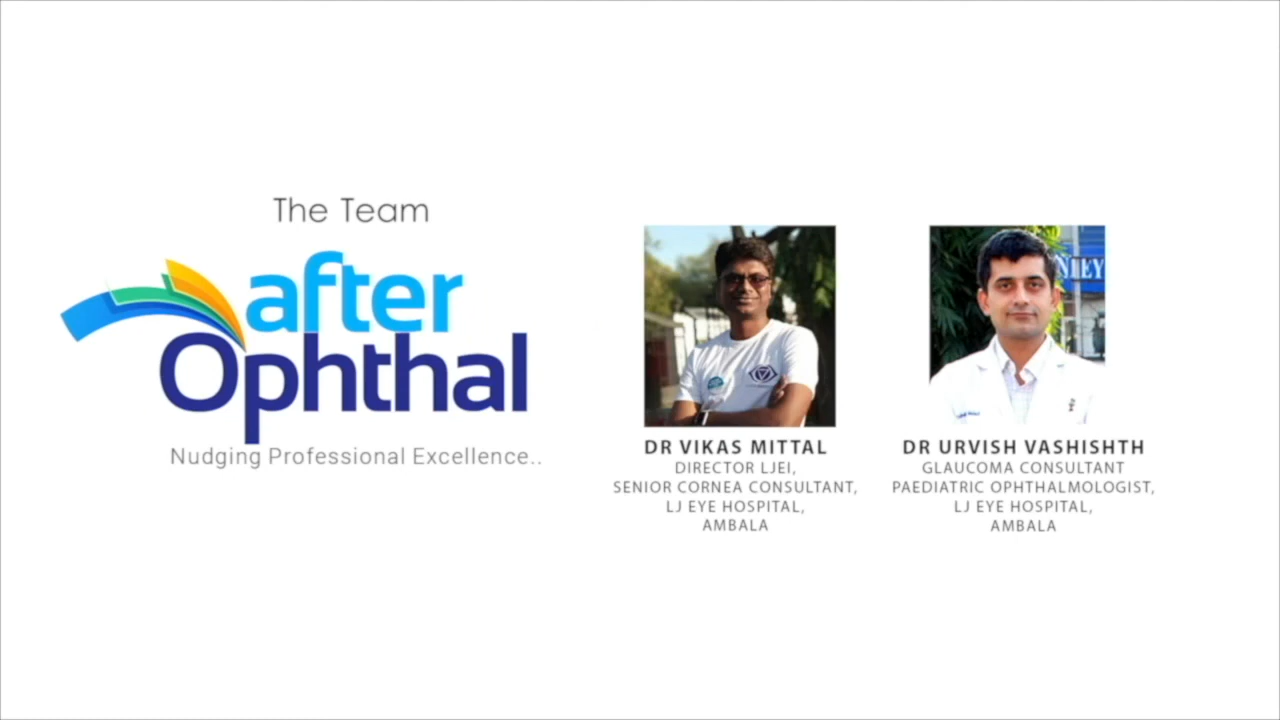 The Team
after
Ophthal
Nudging Professional Excellence..
NLEY
DR VIKAS MITTAL
DIRECTOR LJEI,
SENIOR CORNEA CONSULTANT,
LJ EYE HOSPITAL,
AMBALA
DR URVISH VASHISHTH
GLAUCOMA CONSULTANT
PAEDIATRIC OPHTHALMOLOGIST,
LJ EYE HOSPITAL,
AMBALA